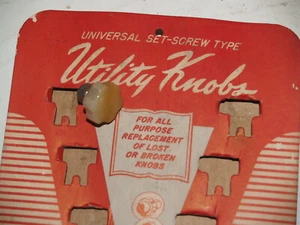 UNIVERSAL SET-SCREW TYPE
Utility Knobs
FOR ALL
PURPOSE
REPLACEMENT
OF LOST
OR BROKEN
KNOBS